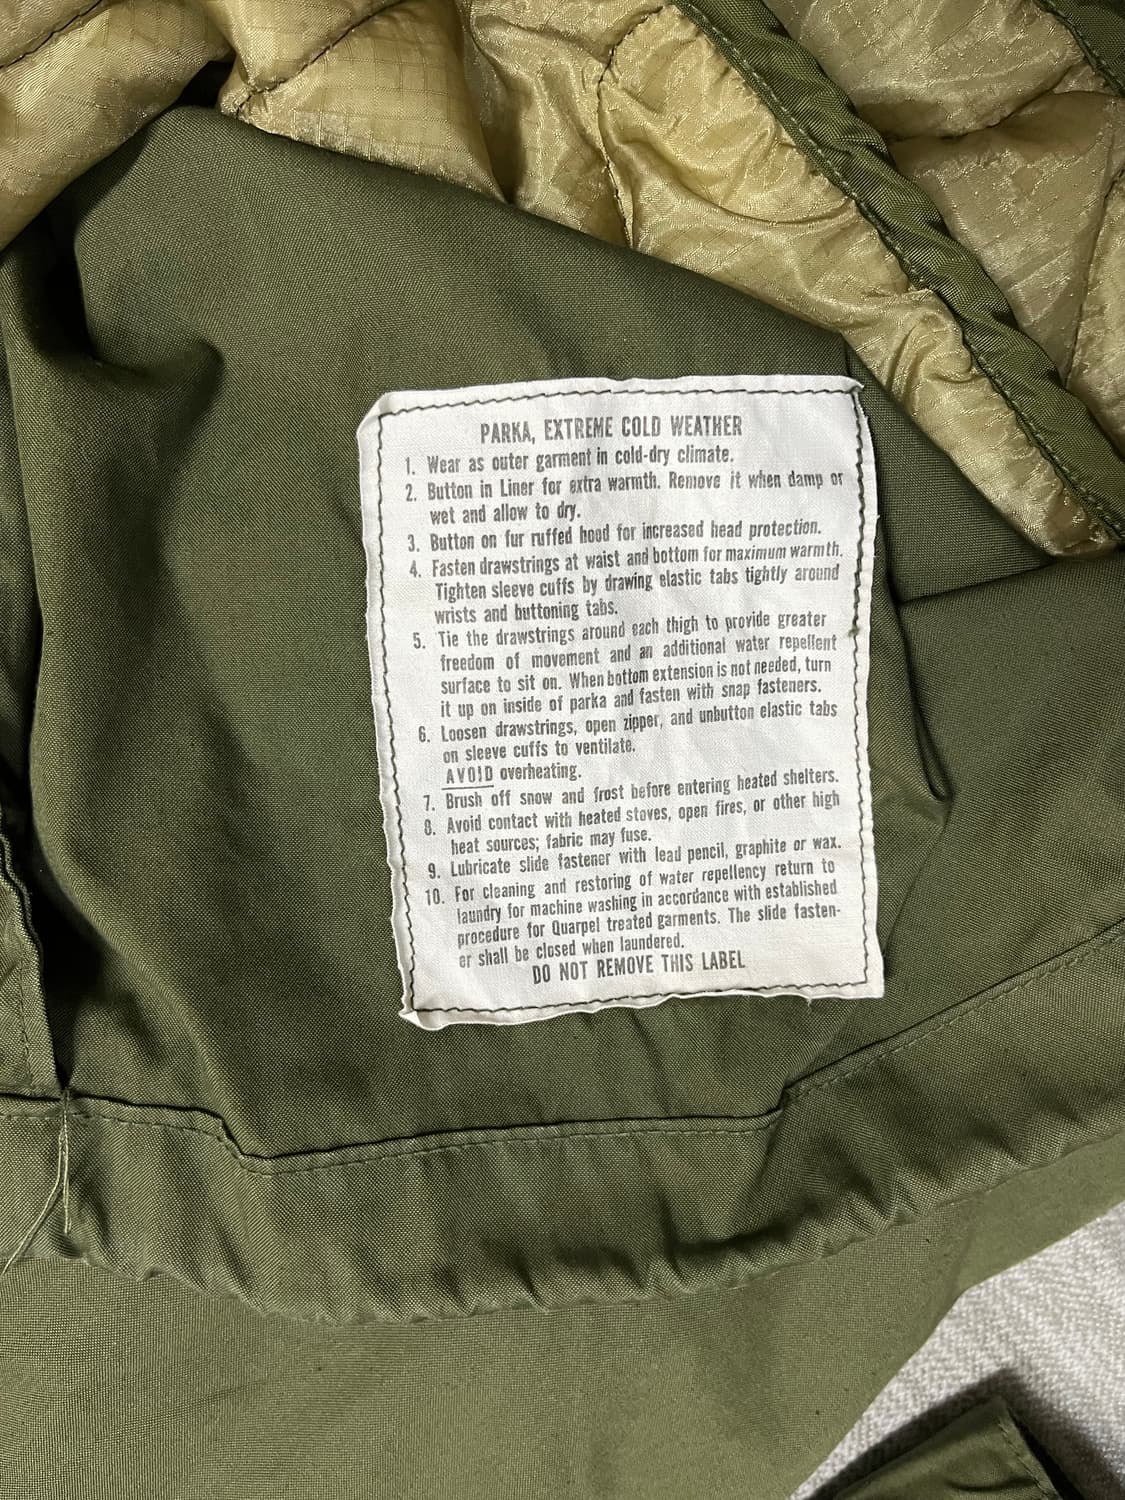 PARKA, EXTREME COLD WEATHER
1. Wear as outer garment in cold-dry climate.
2. Button in Liner for extra warmth. Remove it when damp or
wet and allow to dry.
3. Button on fur ruffed hood for increased head protection.
4. Fasten drawstrings at waist and bottom for maximum warmth.
Tighten sleeve cuffs by drawing elastic tabs tightly around
wrists and buttoning tabs.
5. Tie the drawstrings around each thigh to provide greater
freedom of movement and an additional water repellent
surface to sit on. When bottom extension is not needed, turn
it up on inside of parka and fasten with snap fasteners.
6. Loosen drawstrings, open zipper, and unbutton elastic tabs
on sleeve cuffs to ventilate.
AVOID overheating.
7. Brush off snow and frost before entering heated shelters.
8. Avoid contact with heated stoves, open fires, or other high
heat sources; fabric may fuse.
9. Lubricate slide fastener with lead pencil, graphite or wax.
10. For cleaning and restoring of water repellency return to
laundry for machine washing in accordance with established
procedure for Quarpel treated garments. The slide fasten-
er shall be closed when laundered.
DO NOT REMOVE THIS LABEL